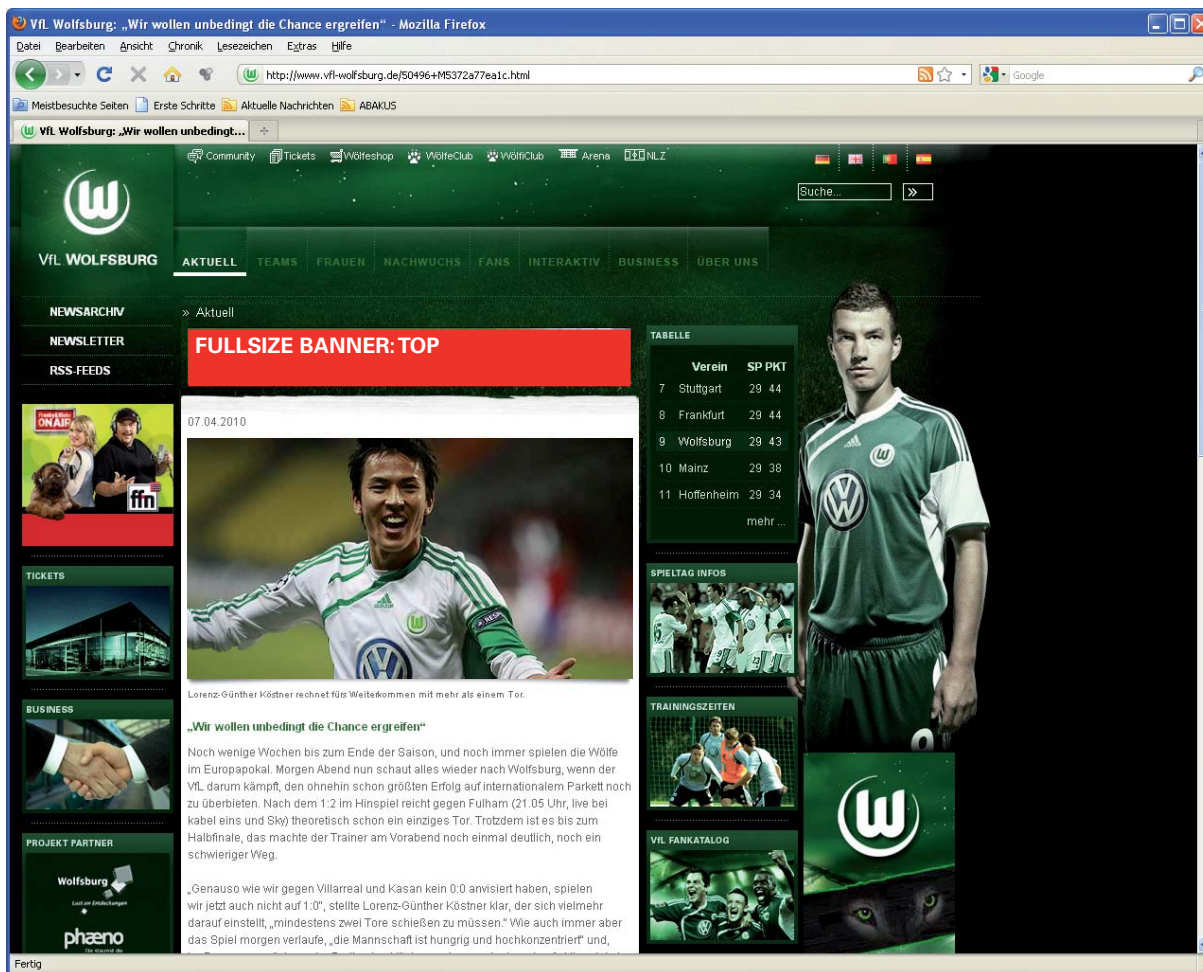 VfL Wolfsburg: „Wir wollen unbedingt die Chance ergreifen“ - Mozilla Firefox
Datei Bearbeiten Ansicht Chronik Lesezeichen Extras Hilfe
http://www.vfl-wolfsburg.de/50496+M5372a77ea1c.html
Google
Meistbesuchte Seiten Erste Schritte Aktuelle Nachrichten ABAKUS
VfL Wolfsburg: „Wir wollen unbedingt...
Community Tickets Wölfeshop WölfeClub WölfiClub Arena NLZ
Suche... »
VfL WOLFSBURG
AKTUELL TEAMS FRAUEN NACHWUCHS FANS INTERAKTIV BUSINESS ÜBER UNS
NEWSARCHIV
NEWSLETTER
RSS-FEEDS
ON AIR
ffn
TICKETS
BUSINESS
PROJEKT PARTNER
Wolfsburg
Lust an Entdeckungen
phæno
» Aktuell
FULLSIZE BANNER: TOP
07.04.2010
RESP
Lorenz-Günther Köstner rechnet fürs Weiterkommen mit mehr als einem Tor.
„Wir wollen unbedingt die Chance ergreifen“
Noch wenige Wochen bis zum Ende der Saison, und noch immer spielen die Wölfe
im Europapokal. Morgen Abend nun schaut alles wieder nach Wolfsburg, wenn der
VfL darum kämpft, den ohnehin schon größten Erfolg auf internationalem Parkett noch
zu überbieten. Nach dem 1:2 im Hinspiel reicht gegen Fulham (21.05 Uhr, live bei
kabel eins und Sky) theoretisch schon ein einziges Tor. Trotzdem ist es bis zum
Halbfinale, das machte der Trainer am Vorabend noch einmal deutlich, noch ein
schwieriger Weg.
„Genauso wie wir gegen Villarreal und Kasan kein 0:0 anvisiert haben, spielen
wir jetzt auch nicht auf 1:0“, stellte Lorenz-Günther Köstner klar, der sich vielmehr
darauf einstellt, „mindestens zwei Tore schießen zu müssen.“ Wie auch immer aber
das Spiel morgen verlaufe, „die Mannschaft ist hungrig und hochkonzentriert“ und,
TABELLE
Verein SP PKT
7 Stuttgart 29 44
8 Frankfurt 29 44
9 Wolfsburg 29 43
10 Mainz 29 38
11 Hoffenheim 29 34
mehr ...
SPIELTAG INFOS
TRAININGSZEITEN
VfL FANKATALOG
adidas
Fertig